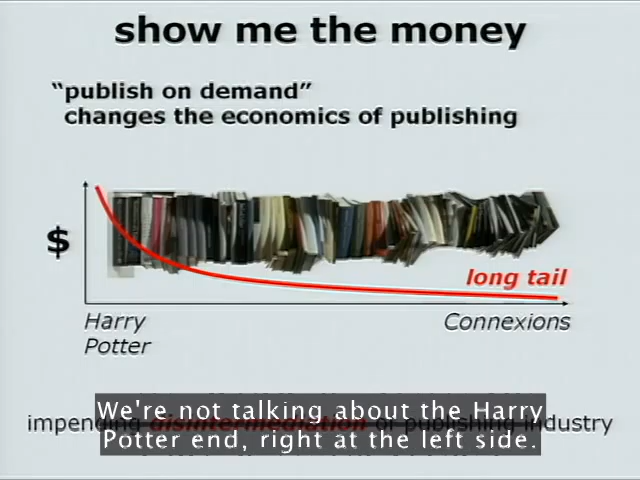 show me the money
“publish on demand”
changes the economics of publishing
$
long tail
Harry
Potter
Connexions
impending disintermediation of publishing industry
We're not talking about the Harry
Potter end, right at the left side.